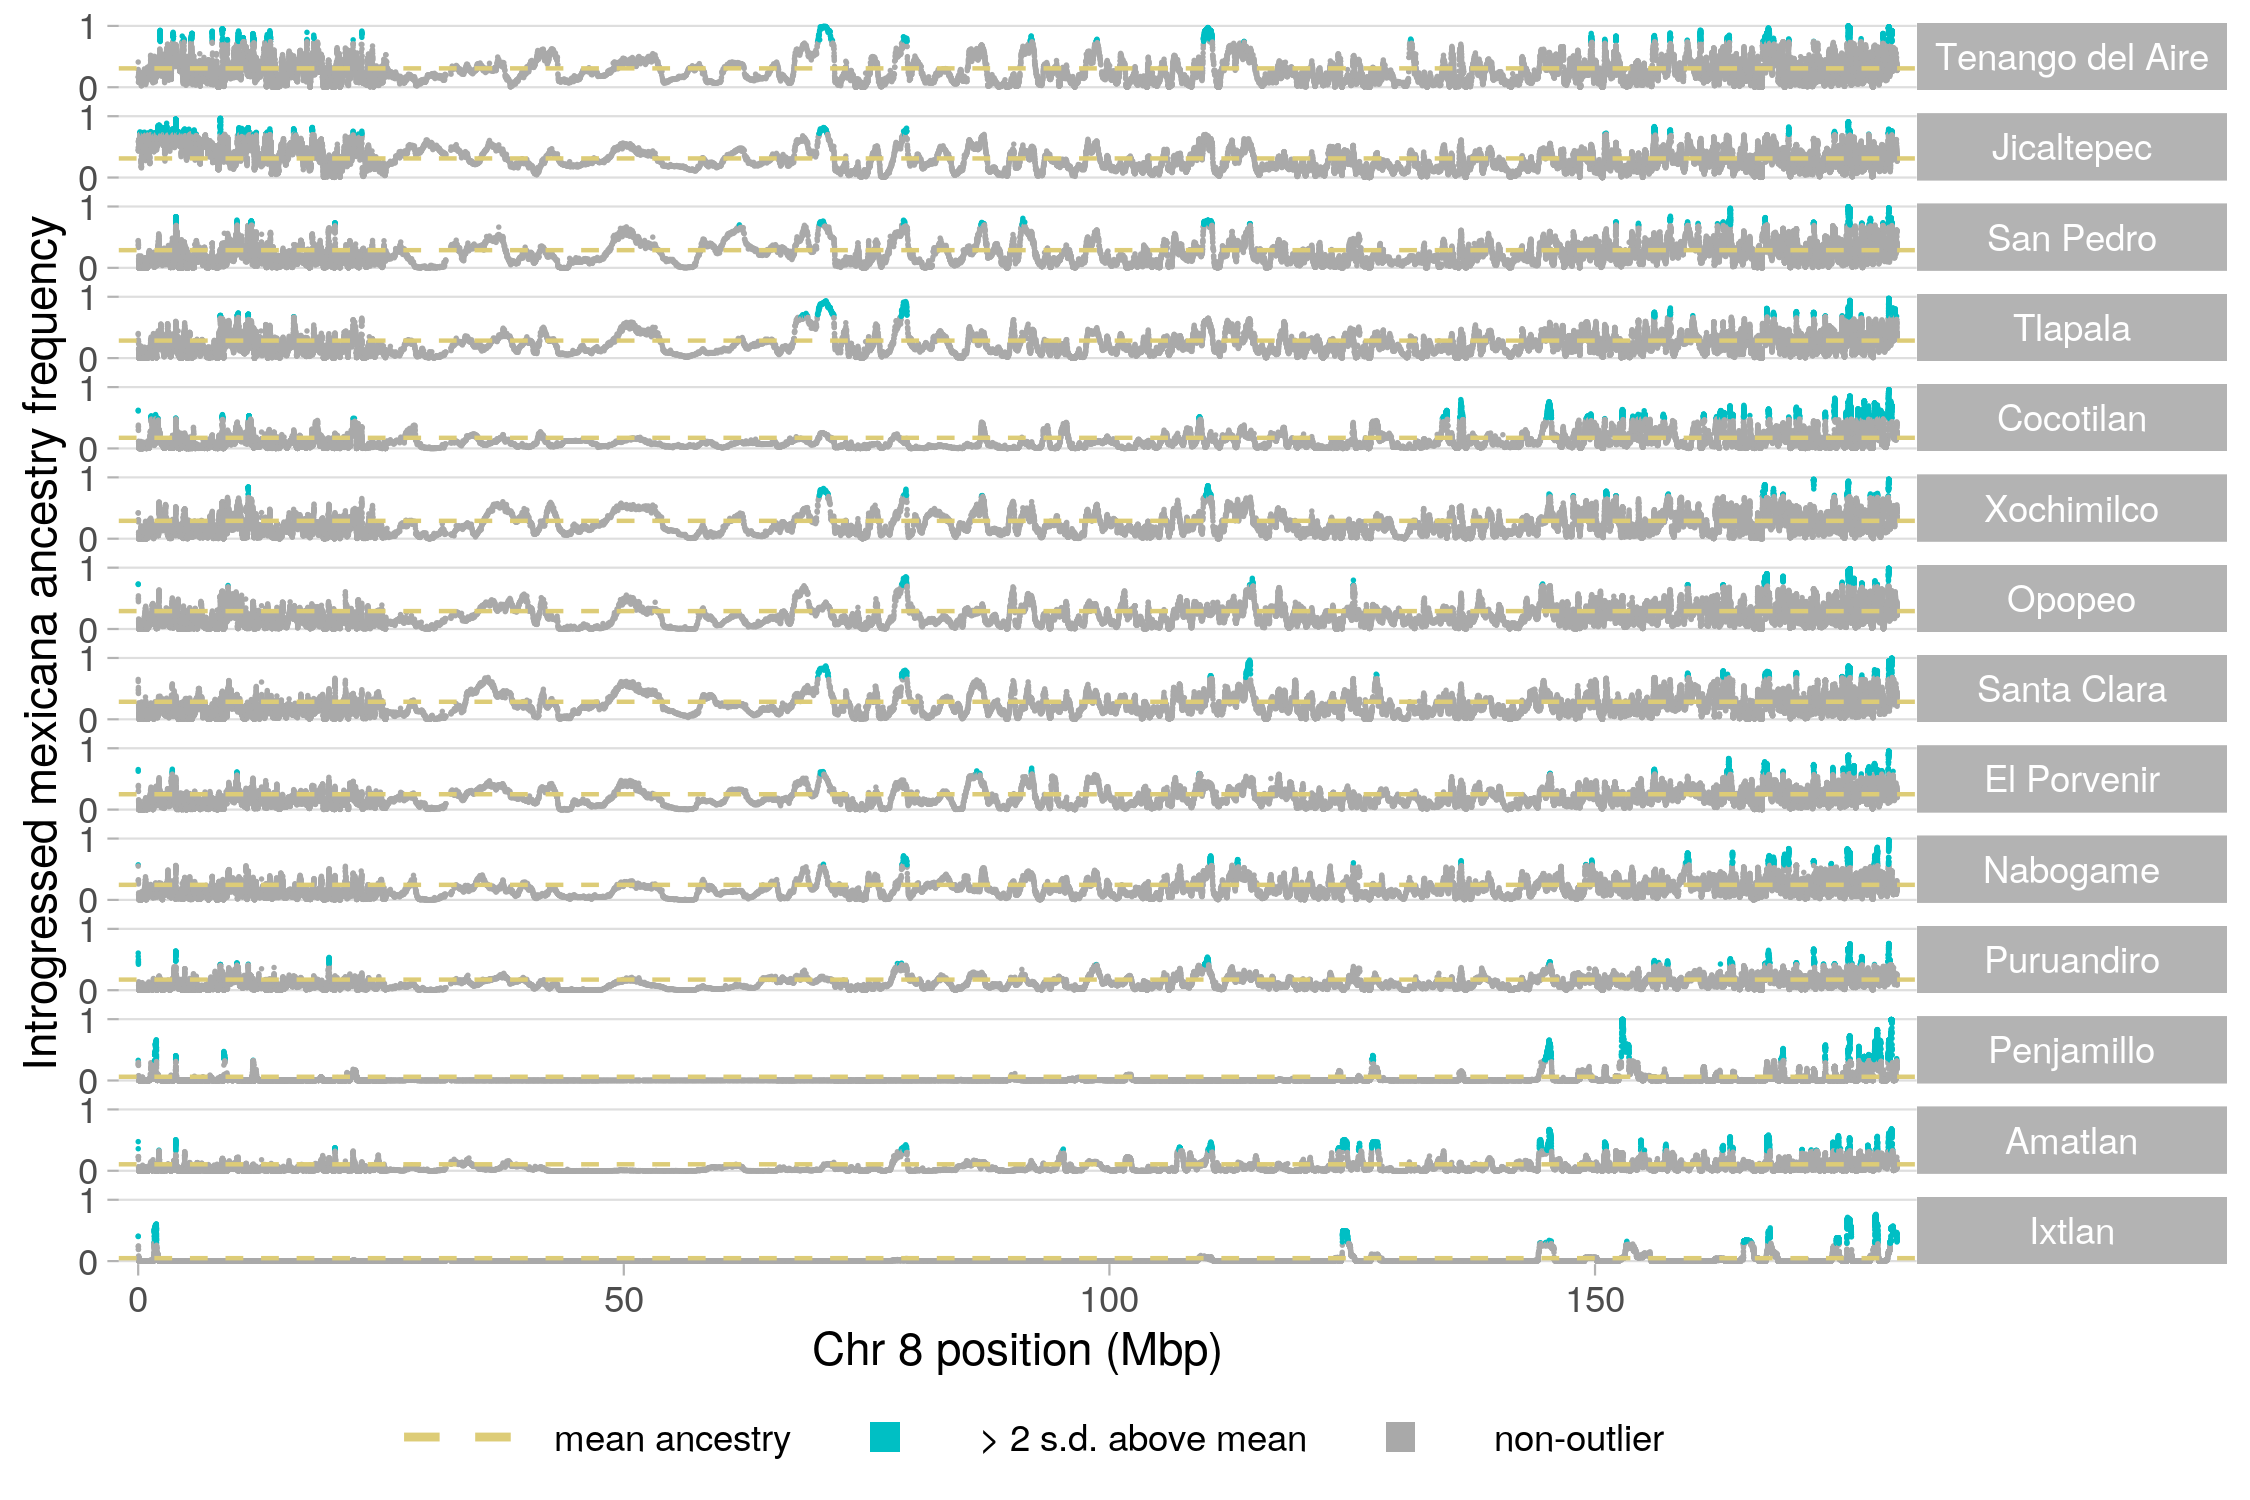 Introgressed mexicana ancestry frequency
1
0
Tenango del Aire
1
0
Jicaltepec
1
0
San Pedro
1
0
Tlapala
1
0
Cocotilan
1
0
Xochimilco
1
0
Opopeo
1
0
Santa Clara
1
0
El Porvenir
1
0
Nabogame
1
0
Puruandiro
1
0
Penjamillo
1
0
Amatlan
1
0
Ixtlan
0 50 100 150
Chr 8 position (Mbp)
mean ancestry > 2 s.d. above mean non-outlier